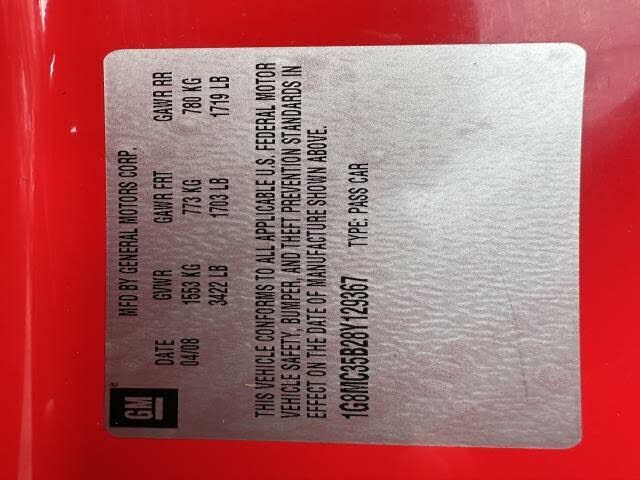 GM
MFD BY GENERAL MOTORS CORP.
DATE GVWR GAWR FRT GAWR RR
04/08 1553 KG 773 KG 780 KG
3422 LB 1703 LB 1719 LB
THIS VEHICLE CONFORMS TO ALL APPLICABLE U.S. FEDERAL MOTOR
VEHICLE SAFETY, BUMPER, AND THEFT PREVENTION STANDARDS IN
EFFECT ON THE DATE OF MANUFACTURE SHOWN ABOVE.
1G8MC35B28Y129367 TYPE: PASS CAR